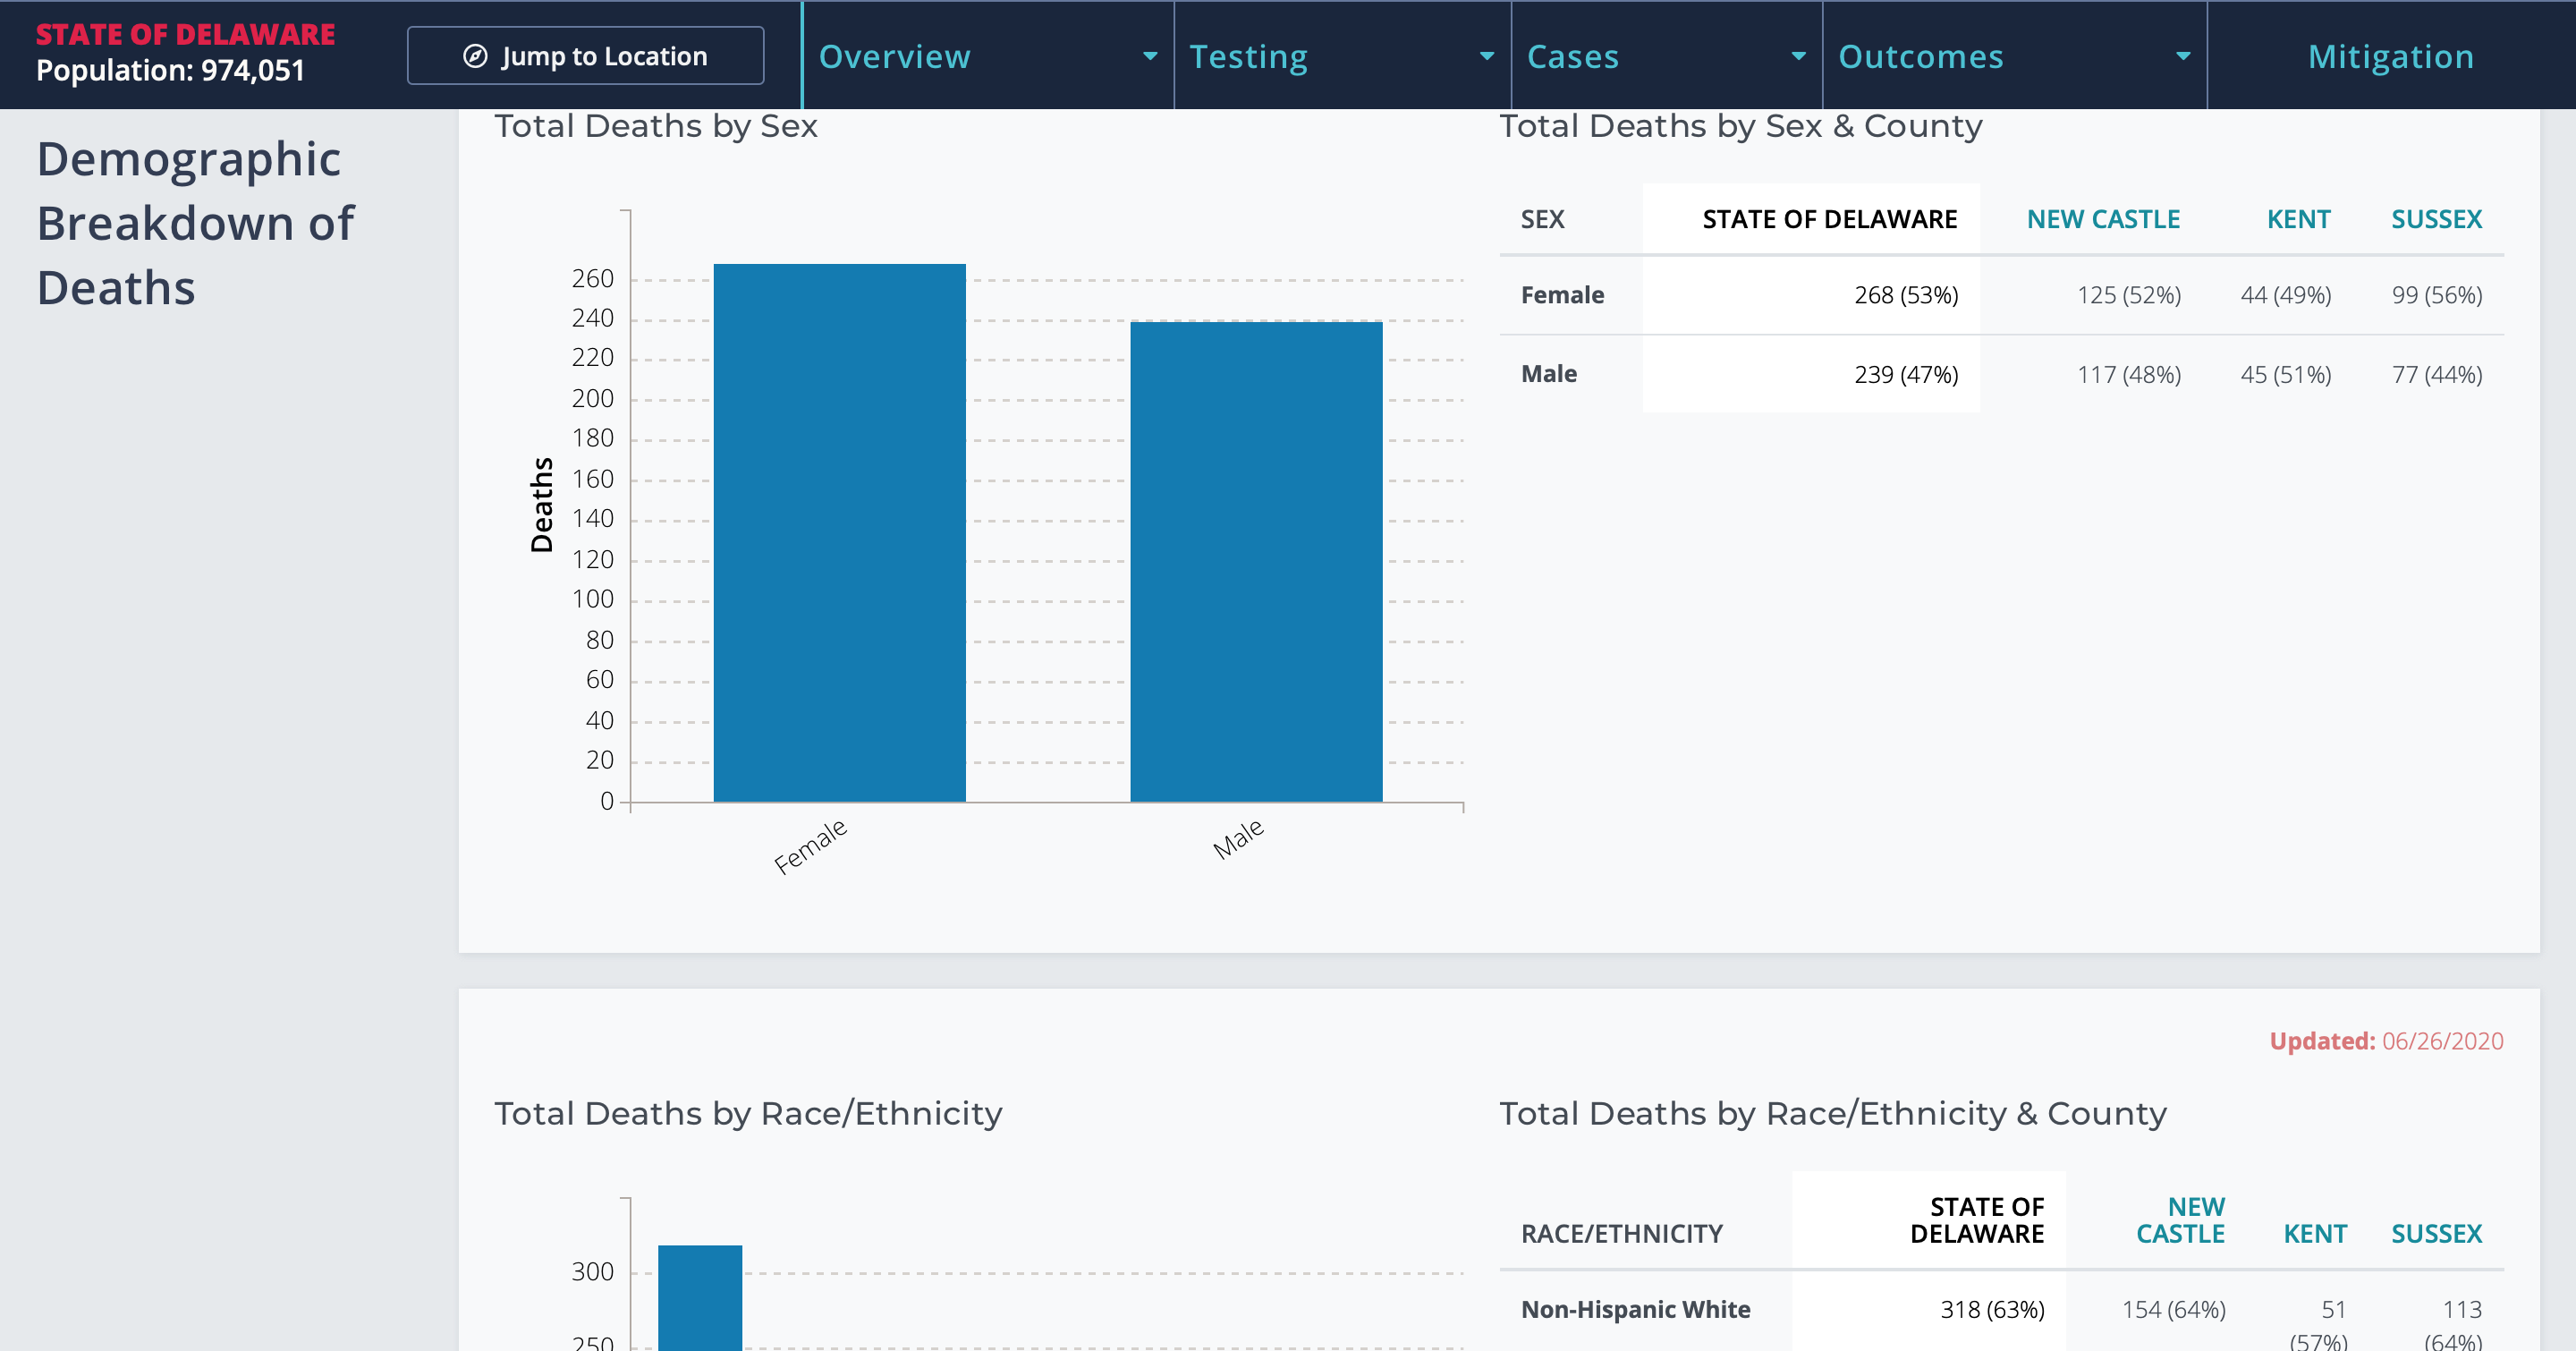 STATE OF DELAWARE
Population: 974,051
Jump to Location
Overview
Testing
Cases
Outcomes
Mitigation
Demographic
Breakdown of
Deaths
Total Deaths by Sex
Deaths
260
240
220
200
180
160
140
120
100
80
60
40
20
0
Female
Male
Total Deaths by Sex & County
SEX STATE OF DELAWARE NEW CASTLE KENT SUSSEX
Female 268 (53%) 125 (52%) 44 (49%) 99 (56%)
Male 239 (47%) 117 (48%) 45 (51%) 77 (44%)
Updated: 06/26/2020
Total Deaths by Race/Ethnicity
300
250
Total Deaths by Race/Ethnicity & County
STATE OF NEW
RACE/ETHNICITY DELAWARE CASTLE KENT SUSSEX
Non-Hispanic White 318 (63%) 154 (64%) 51 113
(57%) (64%)